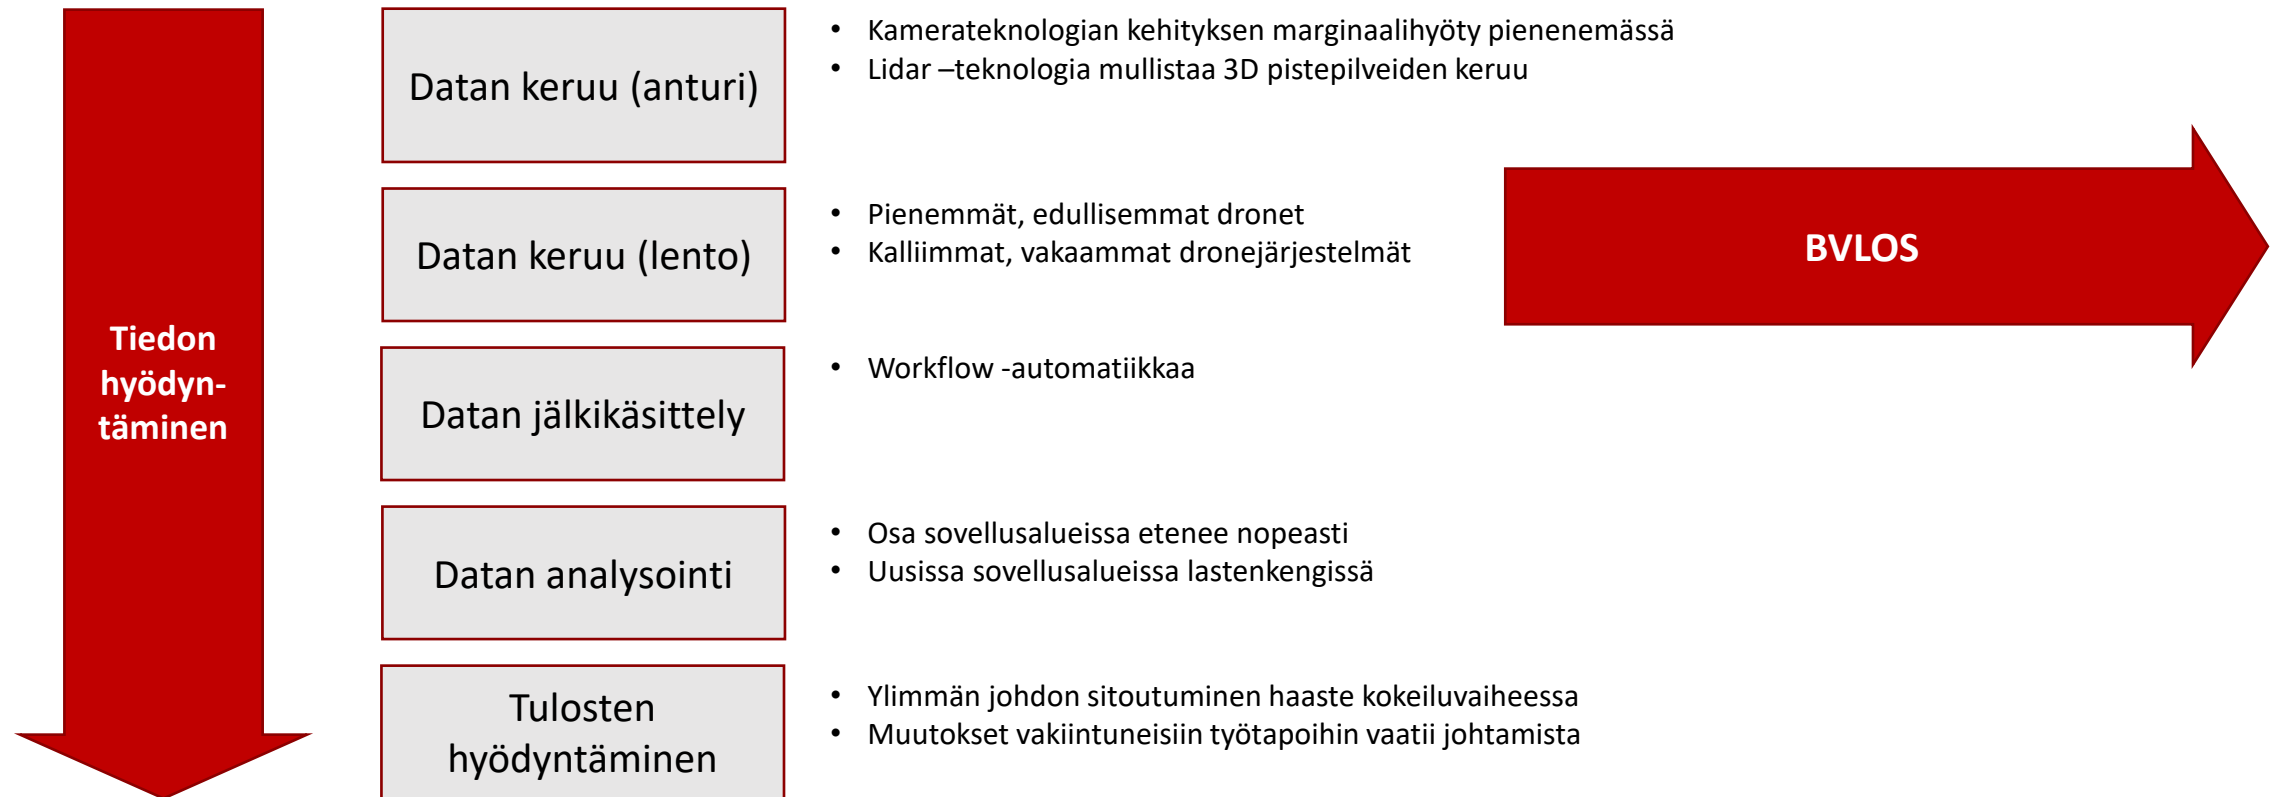 Tiedon
hyödyn-
täminen
Datan keruu (anturi)
• Kamerateknologian kehityksen marginaalihyöty pienenemässä
• Lidar –teknologia mullistaa 3D pistepilveiden keruu
Datan keruu (lento)
• Pienemmät, edullisemmat dronet
• Kalliimmat, vakaammat dronejärjestelmät
BVLOS
Datan jälkikäsittely
• Workflow -automatiikkaa
Datan analysointi
• Osa sovellusalueissa etenee nopeasti
• Uusissa sovellusalueissa lastenkengissä
Tulosten
hyödyntäminen
• Ylimmän johdon sitoutuminen haaste kokeiluvaiheessa
• Muutokset vakiintuneisiin työtapoihin vaatii johtamista